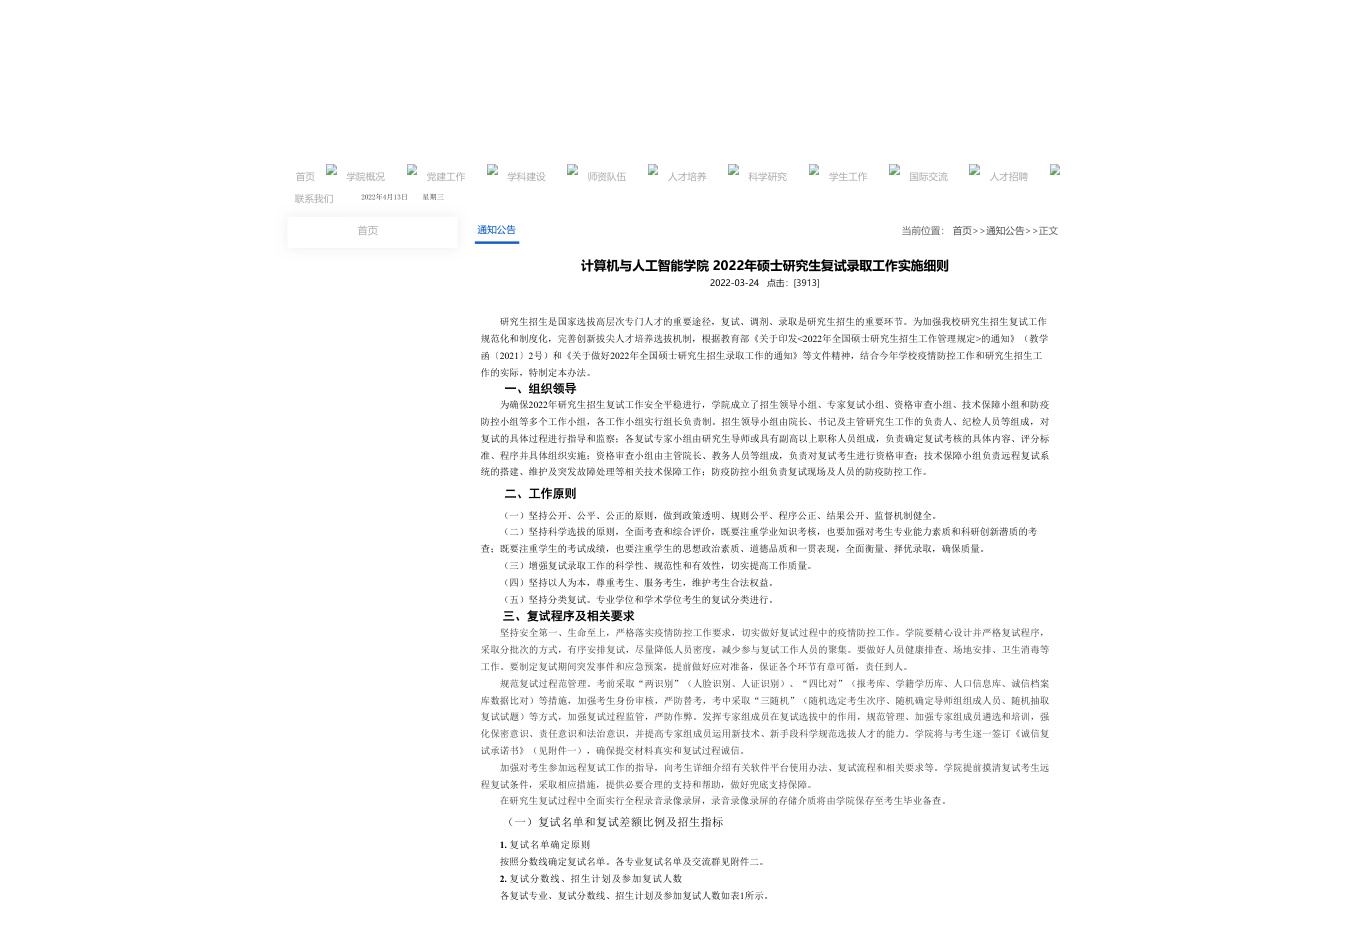 首页 学院概况 党建工作 学科建设 师资队伍 人才培养 科学研究 学生工作 国际交流 人才招聘
联系我们 2022年4月13日 星期三
首页
通知公告
当前位置： 首页>>通知公告>>正文
计算机与人工智能学院 2022年硕士研究生复试录取工作实施细则
2022-03-24 点击：[3913]
研究生招生是国家选拔高层次专门人才的重要途径，复试、调剂、录取是研究生招生的重要环节。为加强我校研究生招生复试工作
规范化和制度化，完善创新拔尖人才培养选拔机制，根据教育部《关于印发<2022年全国硕士研究生招生工作管理规定>的通知》（教学
函〔2021〕2号）和《关于做好2022年全国硕士研究生招生录取工作的通知》等文件精神，结合今年学校疫情防控工作和研究生招生工
作的实际，特制定本办法。
一、组织领导
为确保2022年研究生招生复试工作安全平稳进行，学院成立了招生领导小组、专家复试小组、资格审查小组、技术保障小组和防疫
防控小组等多个工作小组，各工作小组实行组长负责制。招生领导小组由院长、书记及主管研究生工作的负责人、纪检人员等组成，对
复试的具体过程进行指导和监察；各复试专家小组由研究生导师或具有副高以上职称人员组成，负责确定复试考核的具体内容、评分标
准、程序并具体组织实施；资格审查小组由主管院长、教务人员等组成，负责对复试考生进行资格审查；技术保障小组负责远程复试系
统的搭建、维护及突发故障处理等相关技术保障工作；防疫防控小组负责复试现场及人员的防疫防控工作。
二、工作原则
（一）坚持公开、公平、公正的原则，做到政策透明、规则公平、程序公正、结果公开、监督机制健全。
（二）坚持科学选拔的原则，全面考查和综合评价，既要注重学业知识考核，也要加强对考生专业能力素质和科研创新潜质的考
查；既要注重学生的考试成绩，也要注重学生的思想政治素质、道德品质和一贯表现，全面衡量、择优录取，确保质量。
（三）增强复试录取工作的科学性、规范性和有效性，切实提高工作质量。
（四）坚持以人为本，尊重考生、服务考生，维护考生合法权益。
（五）坚持分类复试。专业学位和学术学位考生的复试分类进行。
三、复试程序及相关要求
坚持安全第一、生命至上，严格落实疫情防控工作要求，切实做好复试过程中的疫情防控工作。学院要精心设计并严格复试程序，
采取分批次的方式，有序安排复试，尽量降低人员密度，减少参与复试工作人员的聚集。要做好人员健康排查、场地安排、卫生消毒等
工作。要制定复试期间突发事件和应急预案，提前做好应对准备，保证各个环节有章可循，责任到人。
规范复试过程范管理。考前采取“两识别”（人脸识别、人证识别）、“四比对”（报考库、学籍学历库、人口信息库、诚信档案
库数据比对）等措施，加强考生身份审核，严防替考，考中采取“三随机”（随机选定考生次序、随机确定导师组组成人员、随机抽取
复试试题）等方式，加强复试过程监管，严防作弊。发挥专家组成员在复试选拔中的作用，规范管理、加强专家组成员遴选和培训，强
化保密意识、责任意识和法治意识，并提高专家组成员运用新技术、新手段科学规范选拔人才的能力。学院将与考生逐一签订《诚信复
试承诺书》（见附件一），确保提交材料真实和复试过程诚信。
加强对考生参加远程复试工作的指导，向考生详细介绍有关软件平台使用办法、复试流程和相关要求等。学院提前摸清复试考生远
程复试条件，采取相应措施，提供必要合理的支持和帮助，做好兜底支持保障。
在研究生复试过程中全面实行全程录音录像录屏，录音录像录屏的存储介质将由学院保存至考生毕业备查。
（一）复试名单和复试差额比例及招生指标
1. 复试名单确定原则
按照分数线确定复试名单。各专业复试名单及交流群见附件二。
2. 复试分数线、招生计划及参加复试人数
各复试专业、复试分数线、招生计划及参加复试人数如表1所示。